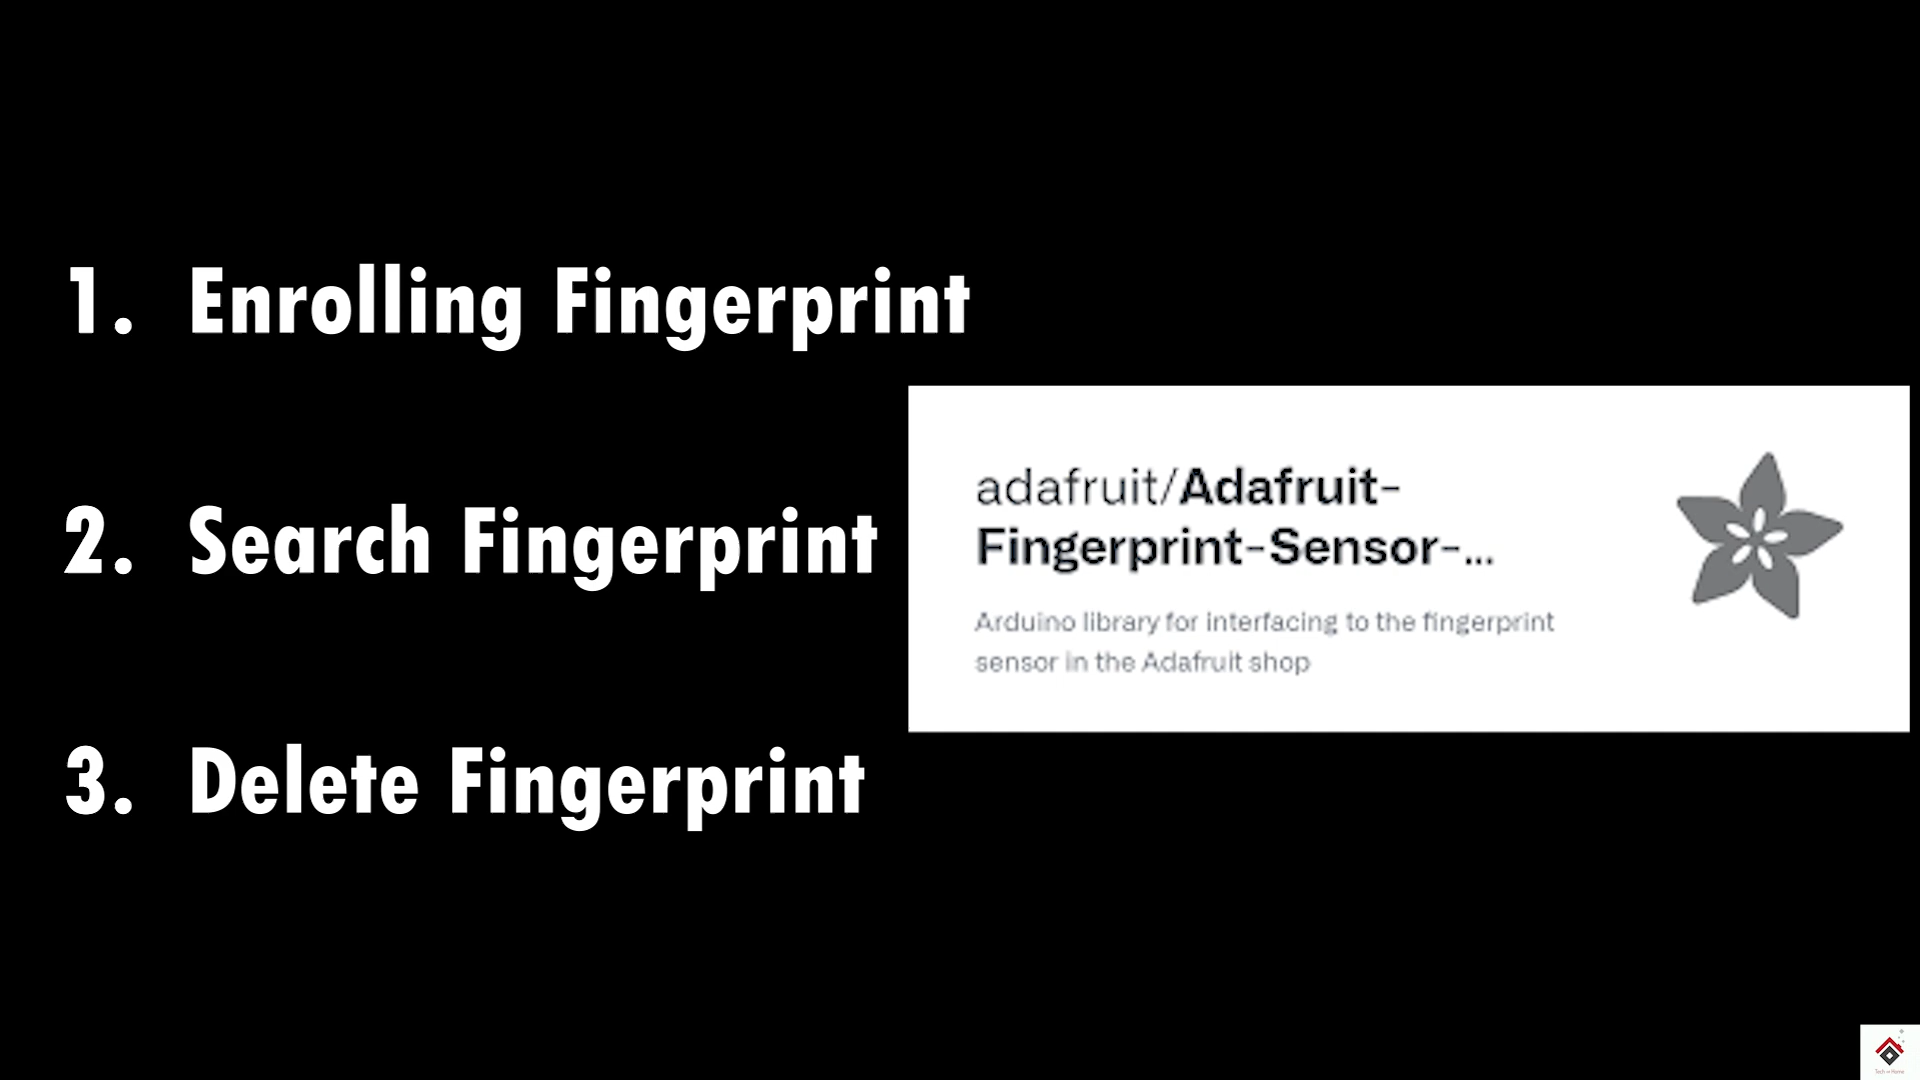 1. Enrolling Fingerprint
2. Search Fingerprint
3. Delete Fingerprint
adafruit/Adafruit-
Fingerprint-Sensor-...
Arduino library for interfacing to the fingerprint
sensor in the Adafruit shop